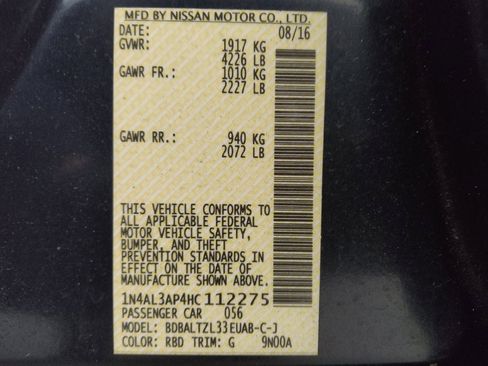 MFD BY NISSAN MOTOR CO., LTD.
DATE: 08/16
GVWR: 1917 KG
4226 LB
GAWR FR.: 1010 KG
2227 LB
GAWR RR.: 940 KG
2072 LB
THIS VEHICLE CONFORMS TO
ALL APPLICABLE FEDERAL
MOTOR VEHICLE SAFETY,
BUMPER, AND THEFT
PREVENTION STANDARDS IN
EFFECT ON THE DATE OF
MANUFACTURE SHOWN ABOVE.
1N4AL3AP4HC112275
PASSENGER CAR 056
MODEL: BDBALTZL33EUAB-C-J
COLOR: RBD TRIM: G 9N00A